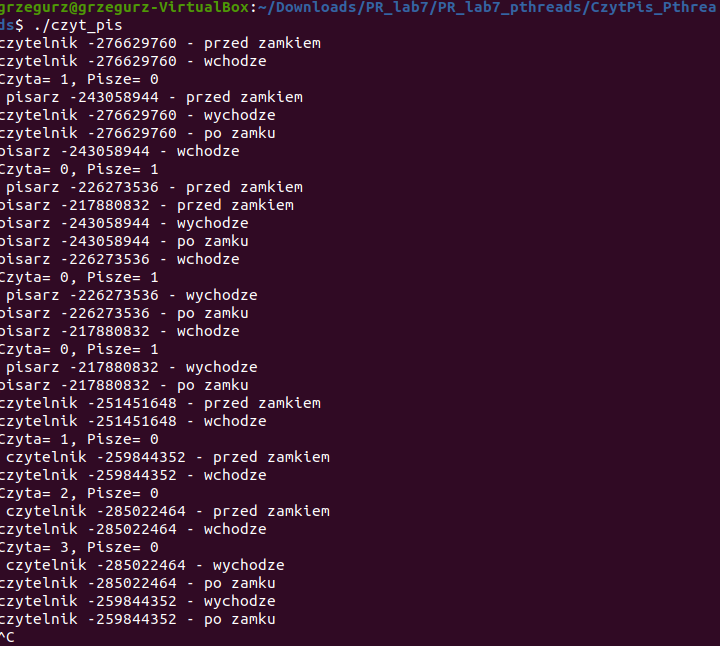 grzegurz@grzegurz-VirtualBox:~/Downloads/PR_lab7/PR_lab7_pthreads/CzytPis_Pthrea
ds$ ./czyt_pis
czytelnik -276629760 - przed zamkiem
czytelnik -276629760 - wchodze
Czyta= 1, Pisze= 0
 pisarz -243058944 - przed zamkiem
czytelnik -276629760 - wychodze
czytelnik -276629760 - po zamku
pisarz -243058944 - wchodze
Czyta= 0, Pisze= 1
 pisarz -226273536 - przed zamkiem
pisarz -217880832 - przed zamkiem
pisarz -243058944 - wychodze
pisarz -243058944 - po zamku
pisarz -226273536 - wchodze
Czyta= 0, Pisze= 1
 pisarz -226273536 - wychodze
pisarz -226273536 - po zamku
pisarz -217880832 - wchodze
Czyta= 0, Pisze= 1
 pisarz -217880832 - wychodze
pisarz -217880832 - po zamku
czytelnik -251451648 - przed zamkiem
czytelnik -251451648 - wchodze
Czyta= 1, Pisze= 0
 czytelnik -259844352 - przed zamkiem
czytelnik -259844352 - wchodze
Czyta= 2, Pisze= 0
 czytelnik -285022464 - przed zamkiem
czytelnik -285022464 - wchodze
Czyta= 3, Pisze= 0
 czytelnik -285022464 - wychodze
czytelnik -285022464 - po zamku
czytelnik -259844352 - wychodze
czytelnik -259844352 - po zamku
^C